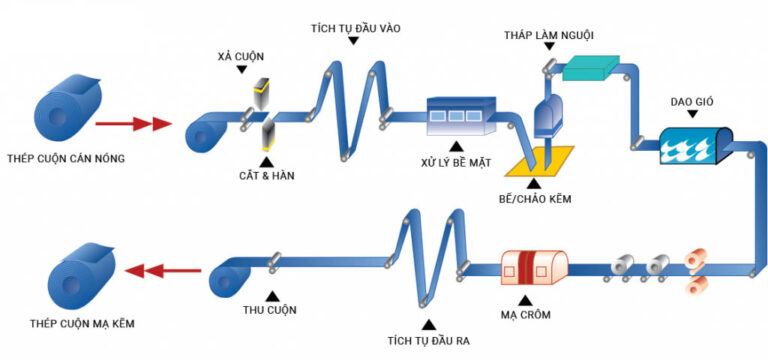 TÍCH TỤ ĐẦU VÀO
THÁP LÀM NGUỘI
XẢ CUỘN
DAO GIÓ
THÉP CUỘN CÁN NÓNG
CẮT & HÀN
XỬ LÝ BỀ MẶT
BỂ/CHẢO KẼM
THÉP CUỘN MẠ KẼM
THU CUỘN
TÍCH TỤ ĐẦU RA
MẠ CRÔM